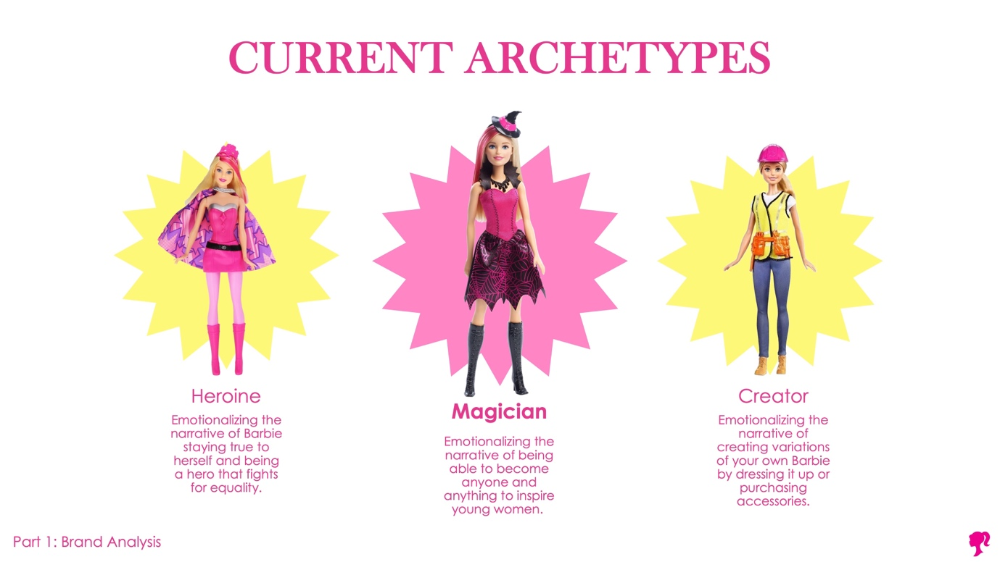 CURRENT ARCHETYPES
Heroine
Emotionalizing the
narrative of Barbie
staying true to
herself and being
a hero that fights
for equality.
Magician
Emotionalizing the
narrative of being
able to become
anyone and
anything to inspire
young women.
Creator
Emotionalizing the
narrative of
creating variations
of your own Barbie
by dressing it up or
purchasing
accessories.
Part 1: Brand Analysis